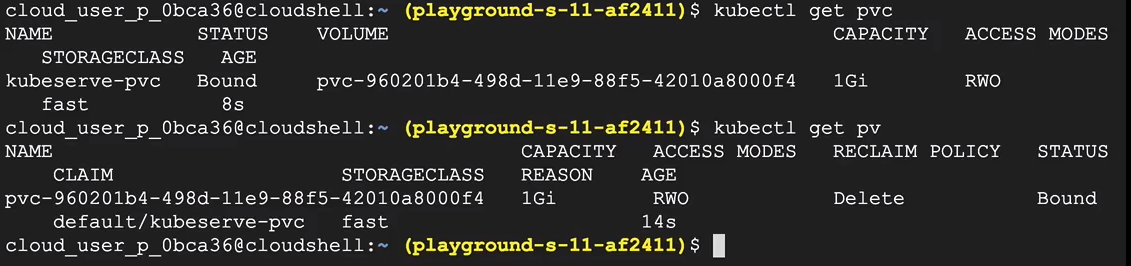 cloud_user_p_0bca36@cloudshell:~ (playground-s-11-af2411)$ kubectl get pvc
NAME STATUS VOLUME CAPACITY ACCESS MODES
STORAGECLASS AGE
kubeserve-pvc Bound pvc-960201b4-498d-11e9-88f5-42010a8000f4 1Gi RWO
fast 8s
cloud_user_p_0bca36@cloudshell:~ (playground-s-11-af2411)$ kubectl get pv
NAME CAPACITY ACCESS MODES RECLAIM POLICY STATUS
CLAIM STORAGECLASS REASON AGE
pvc-960201b4-498d-11e9-88f5-42010a8000f4 1Gi RWO Delete Bound
default/kubeserve-pvc fast 14s
cloud_user_p_0bca36@cloudshell:~ (playground-s-11-af2411)$